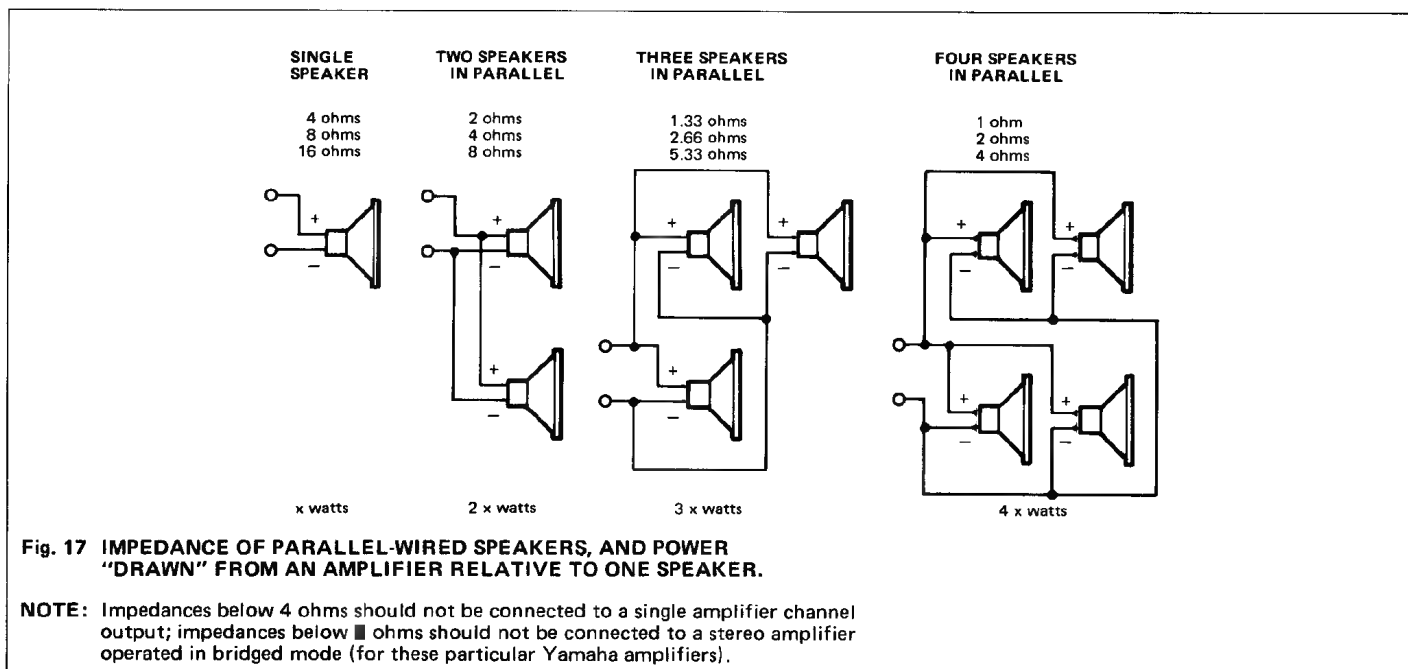 SINGLE
SPEAKER
4 ohms
8 ohms
16 ohms
+
−
x watts
TWO SPEAKERS
IN PARALLEL
2 ohms
4 ohms
8 ohms
+
−
+
−
2 x watts
THREE SPEAKERS
IN PARALLEL
1.33 ohms
2.66 ohms
5.33 ohms
+
−
+
−
+
−
3 x watts
FOUR SPEAKERS
IN PARALLEL
1 ohm
2 ohms
4 ohms
+
−
+
−
+
−
+
−
4 x watts
Fig. 17 IMPEDANCE OF PARALLEL-WIRED SPEAKERS, AND POWER
"DRAWN" FROM AN AMPLIFIER RELATIVE TO ONE SPEAKER.
NOTE: Impedances below 4 ohms should not be connected to a single amplifier channel
output; impedances below ohms should not be connected to a stereo amplifier
operated in bridged mode (for these particular Yamaha amplifiers).